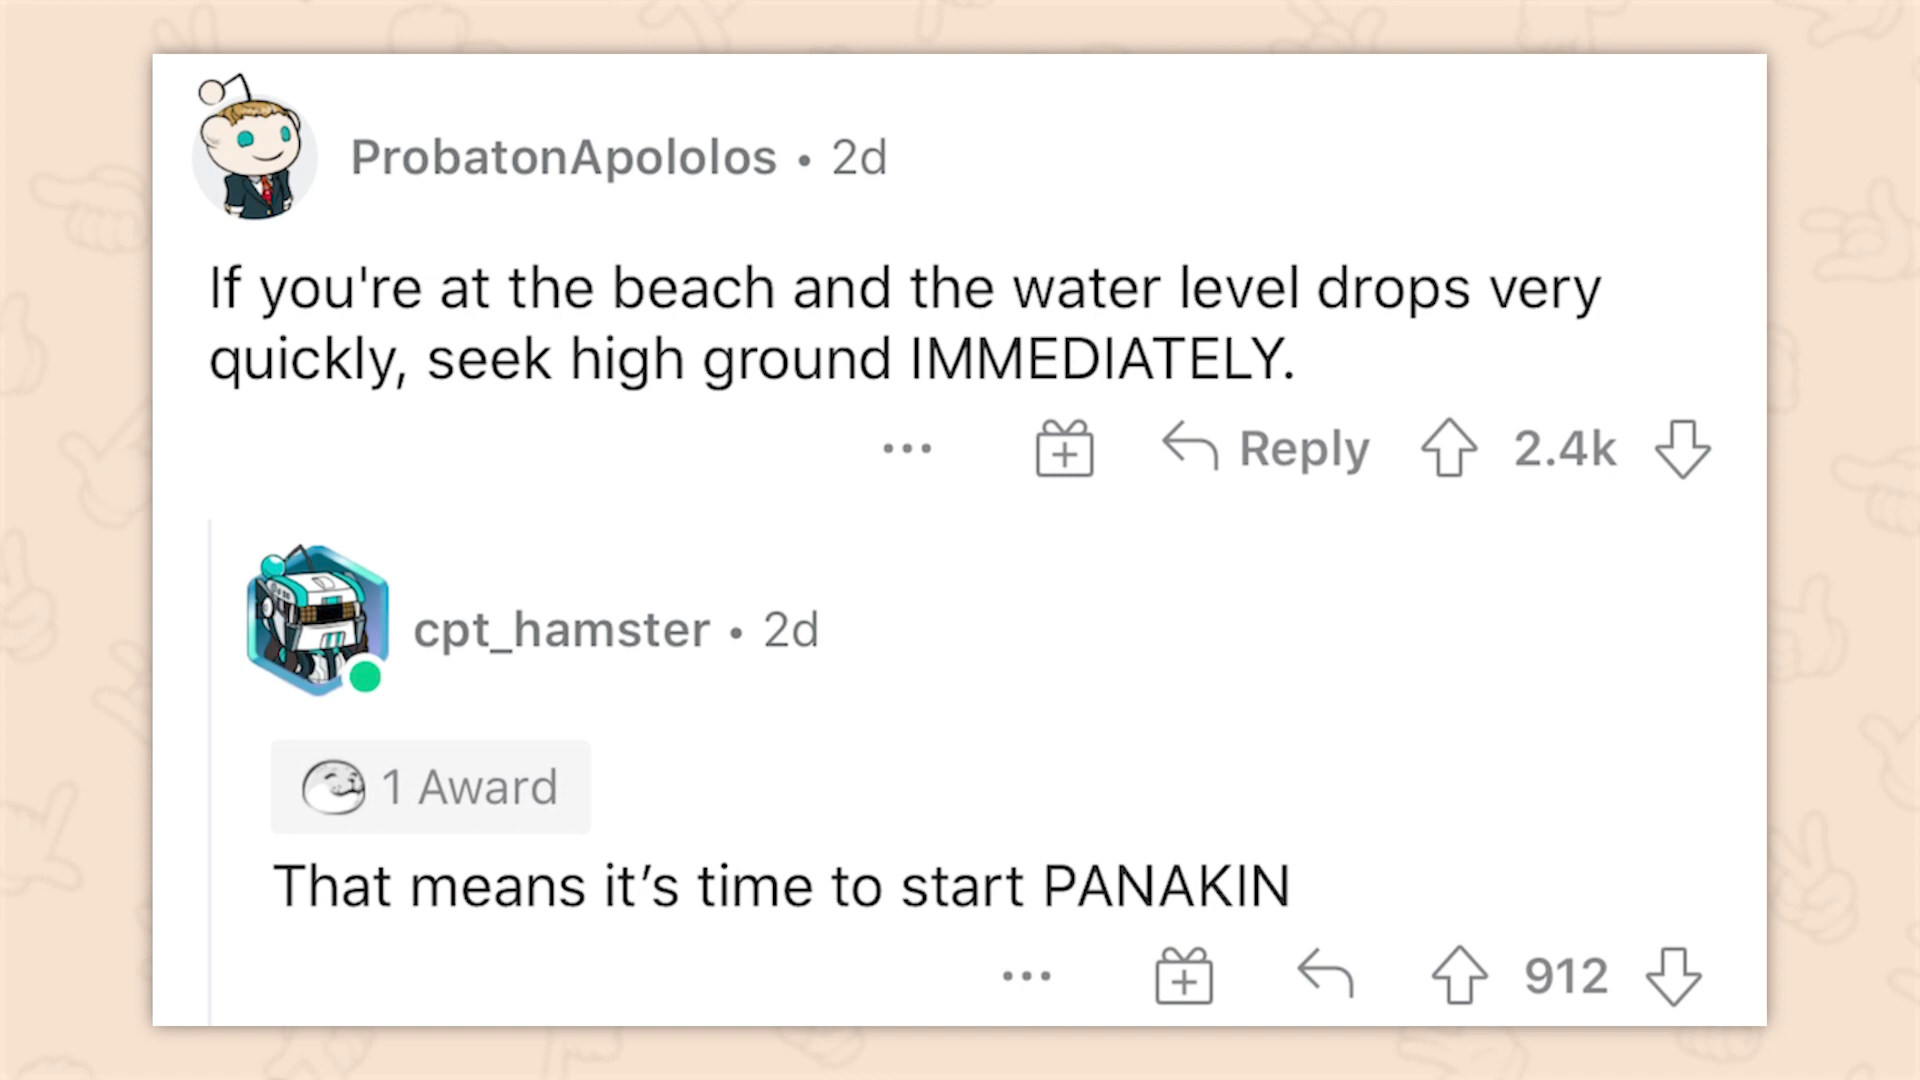 ProbatonApololos • 2d
If you're at the beach and the water level drops very
quickly, seek high ground IMMEDIATELY.
... Reply 2.4k
cpt_hamster • 2d
1 Award
That means it’s time to start PANAKIN
... 912